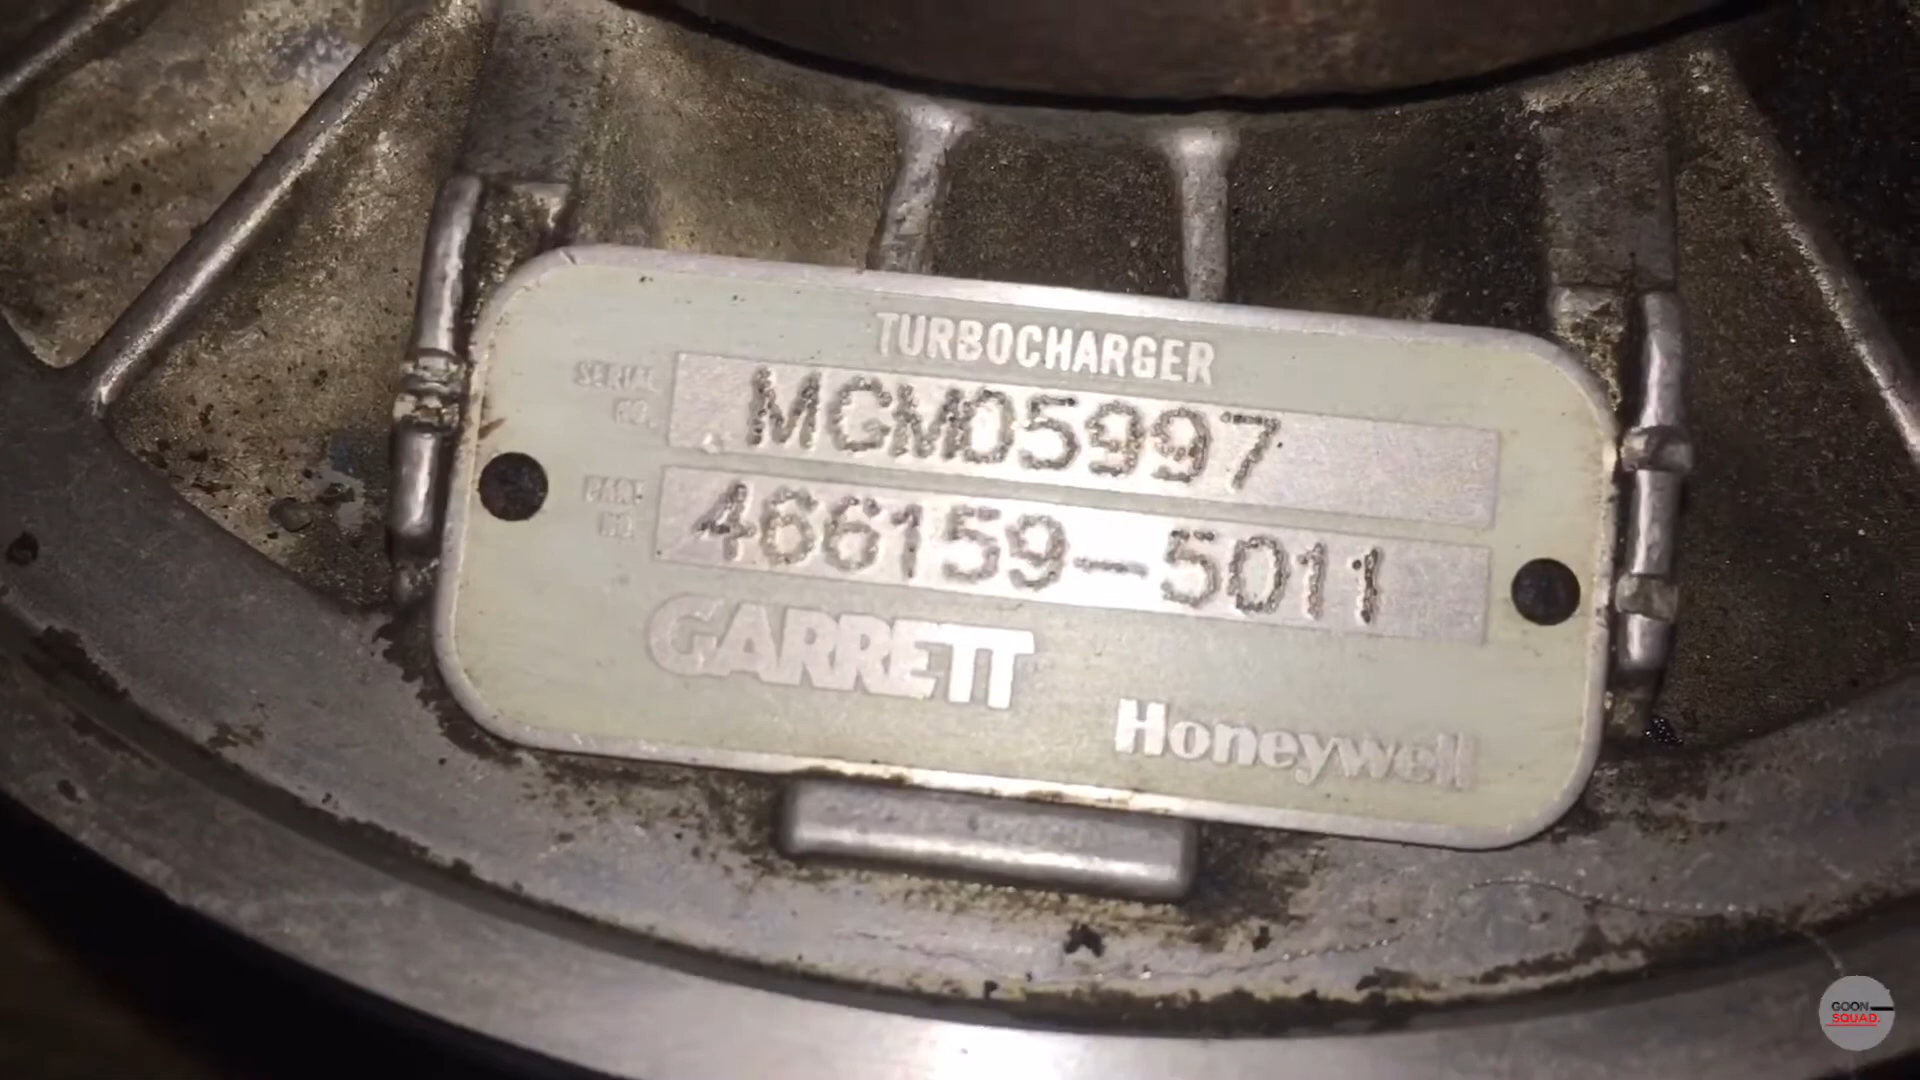 TURBOCHARGER
SERIAL NO.
MGM05997
PART NO.
466159-5011
GARRETT
Honeywell
GOON
SQUAD.